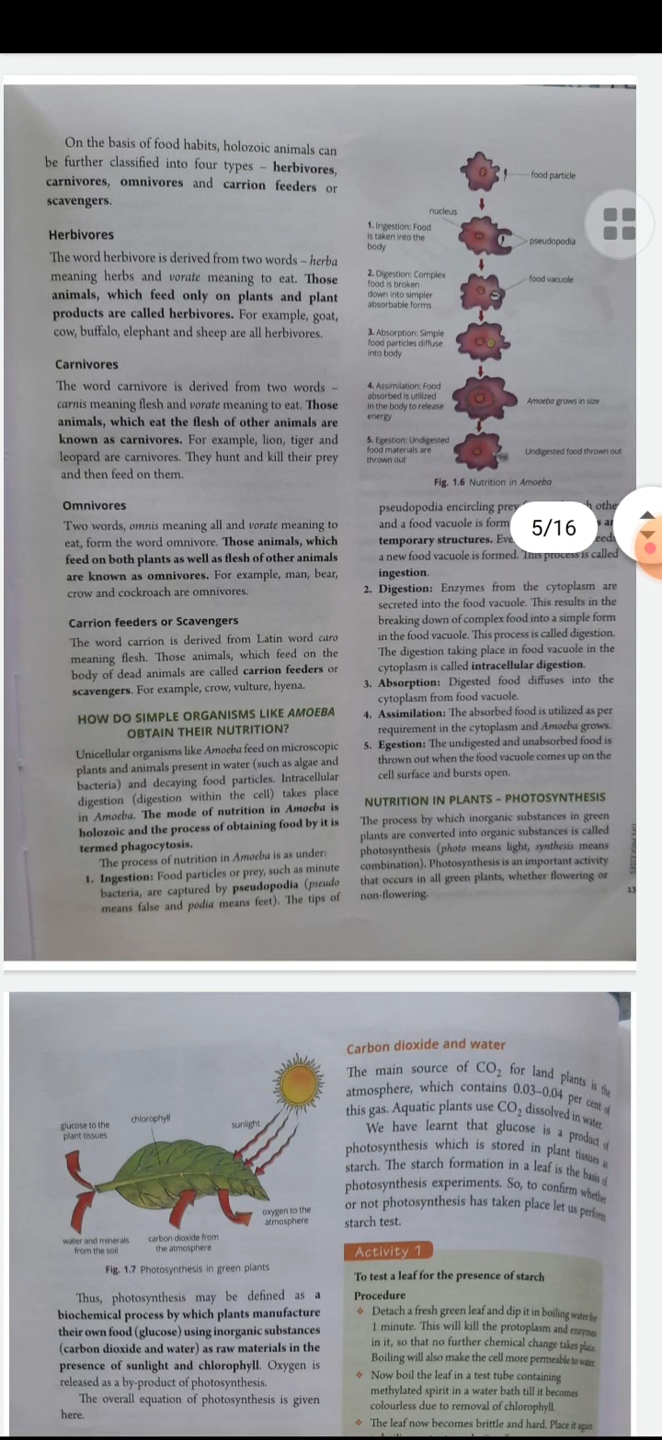 On the basis of food habits, holozoic animals can
be further classified into four types – herbivores,
carnivores, omnivores and carrion feeders or
scavengers.
Herbivores
The word herbivore is derived from two words – herba
meaning herbs and vorate meaning to eat. Those
animals, which feed only on plants and plant
products are called herbivores. For example, goat,
cow, buffalo, elephant and sheep are all herbivores.
Carnivores
The word carnivore is derived from two words –
carnis meaning flesh and vorate meaning to eat. Those
animals, which eat the flesh of other animals are
known as carnivores. For example, lion, tiger and
leopard are carnivores. They hunt and kill their prey
and then feed on them.
Omnivores
Two words, omnis meaning all and vorate meaning to
eat, form the word omnivore. Those animals, which
feed on both plants as well as flesh of other animals
are known as omnivores. For example, man, bear,
crow and cockroach are omnivores.
Carrion feeders or Scavengers
The word carrion is derived from Latin word caro
meaning flesh. Those animals, which feed on the
body of dead animals are called carrion feeders or
scavengers. For example, crow, vulture, hyena.
HOW DO SIMPLE ORGANISMS LIKE AMOEBA
OBTAIN THEIR NUTRITION?
Unicellular organisms like Amoeba feed on microscopic
plants and animals present in water (such as algae and
bacteria) and decaying food particles. Intracellular
digestion (digestion within the cell) takes place
in Amoeba. The mode of nutrition in Amoeba is
holozoic and the process of obtaining food by it is
termed phagocytosis.
The process of nutrition in Amoeba is as under:
1. Ingestion: Food particles or prey, such as minute
bacteria, are captured by pseudopodia (pseudo
means false and podia means feet). The tips of
food particle
nucleus
1. Ingestion: Food
is taken into the
body
pseudopodia
2. Digestion: Complex
food is broken
down into simpler
absorbable forms
food vacuole
3. Absorption: Simple
food particles diffuse
into body
4. Assimilation: Food
absorbed is utilized
in the body to release
energy
Amoeba grows in size
5. Egestion: Undigested
food materials are
thrown out
Undigested food thrown out
Fig. 1.6 Nutrition in Amoeba
pseudopodia encircling prey
and a food vacuole is form
temporary structures.
a new food vacuole is formed. This process is called
ingestion.
5/16
2. Digestion: Enzymes from the cytoplasm are
secreted into the food vacuole. This results in the
breaking down of complex food into a simple form
in the food vacuole. This process is called digestion.
The digestion taking place in food vacuole in the
cytoplasm is called intracellular digestion.
3. Absorption: Digested food diffuses into the
cytoplasm from food vacuole.
4. Assimilation: The absorbed food is utilized as per
requirement in the cytoplasm and Amoeba grows.
5. Egestion: The undigested and unabsorbed food is
thrown out when the food vacuole comes up on the
cell surface and bursts open.
NUTRITION IN PLANTS – PHOTOSYNTHESIS
The process by which inorganic substances in green
plants are converted into organic substances is called
photosynthesis (photo means light, synthesis means
combination). Photosynthesis is an important activity
that occurs in all green plants, whether flowering or
non-flowering.
13
glucose to the
plant tissues
chlorophyll
sunlight
oxygen to the
atmosphere
water and minerals
from the soil
carbon dioxide from
the atmosphere
Fig. 1.7 Photosynthesis in green plants
Thus, photosynthesis may be defined as a
biochemical process by which plants manufacture
their own food (glucose) using inorganic substances
(carbon dioxide and water) as raw materials in the
presence of sunlight and chlorophyll. Oxygen is
released as a by-product of photosynthesis.
The overall equation of photosynthesis is given
here.
Carbon dioxide and water
The main source of CO₂ for land plants is the
atmosphere, which contains 0.03–0.04 per cent of
this gas. Aquatic plants use CO₂ dissolved in water.
We have learnt that glucose is a product of
photosynthesis which is stored in plant tissues as
starch. The starch formation in a leaf is the basis of
photosynthesis experiments. So, to confirm whether
or not photosynthesis has taken place let us perform
starch test.
Activity 1
To test a leaf for the presence of starch
Procedure
❖ Detach a fresh green leaf and dip it in boiling water for
1 minute. This will kill the protoplasm and enzymes
in it, so that no further chemical change takes place.
Boiling will also make the cell more permeable to water.
❖ Now boil the leaf in a test tube containing
methylated spirit in a water bath till it becomes
colourless due to removal of chlorophyll.
❖ The leaf now becomes brittle and hard. Place it again